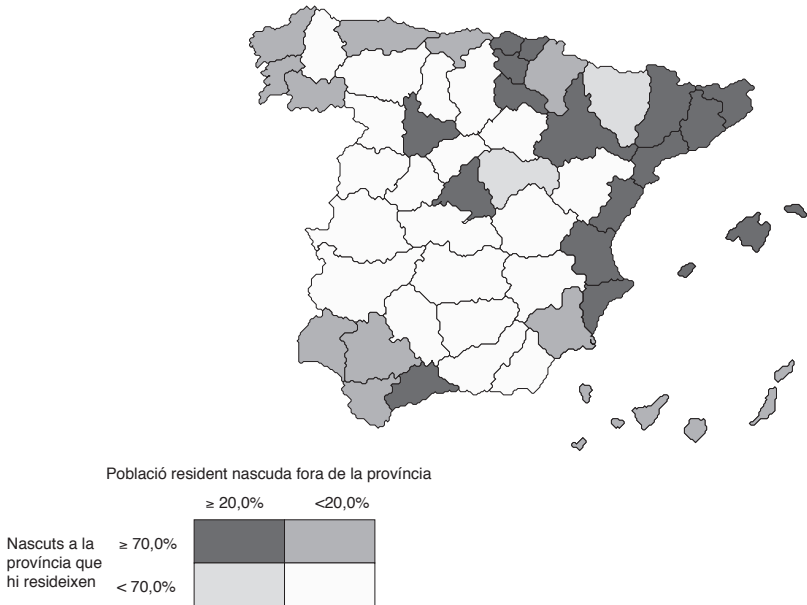 Població resident nascuda fora de la província
≥ 20,0% <20,0%
Nascuts a la
província que
hi resideixen
≥ 70,0%
< 70,0%